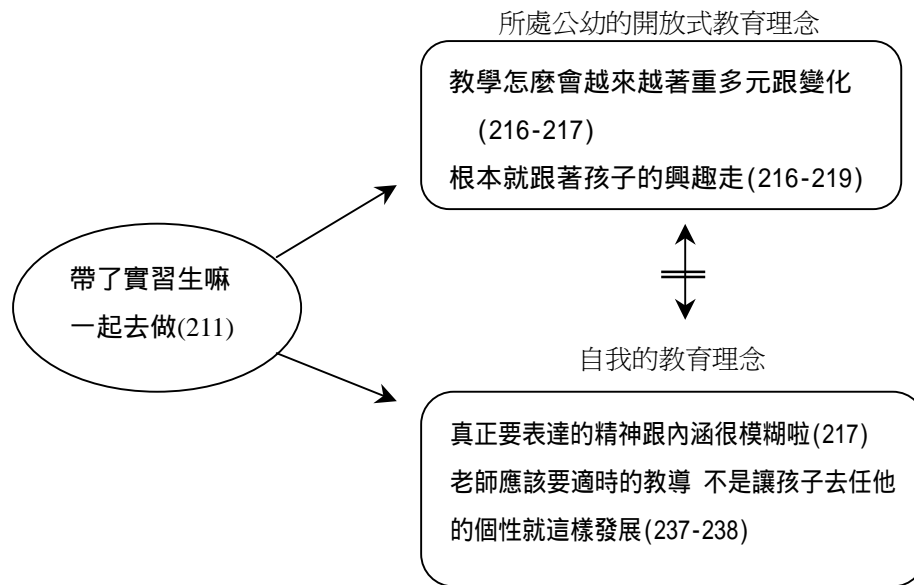 所處公幼的開放式教育理念
教學怎麼會越來越著重多元跟變化
(216-217)
根本就跟著孩子的興趣走(216-219)
帶了實習生嘛
一起去做(211)
自我的教育理念
真正要表達的精神跟內涵很模糊啦(217)
老師應該要適時的教導 不是讓孩子去任他
的個性就這樣發展(237-238)